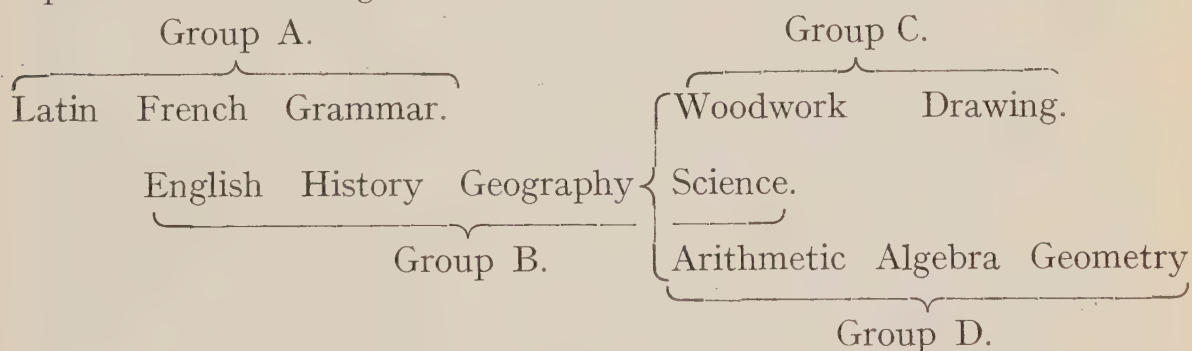 Group A.
Group C.
Latin French Grammar.
Woodwork Drawing.
English History Geography
Science.
Group B.
Arithmetic Algebra Geometry
Group D.